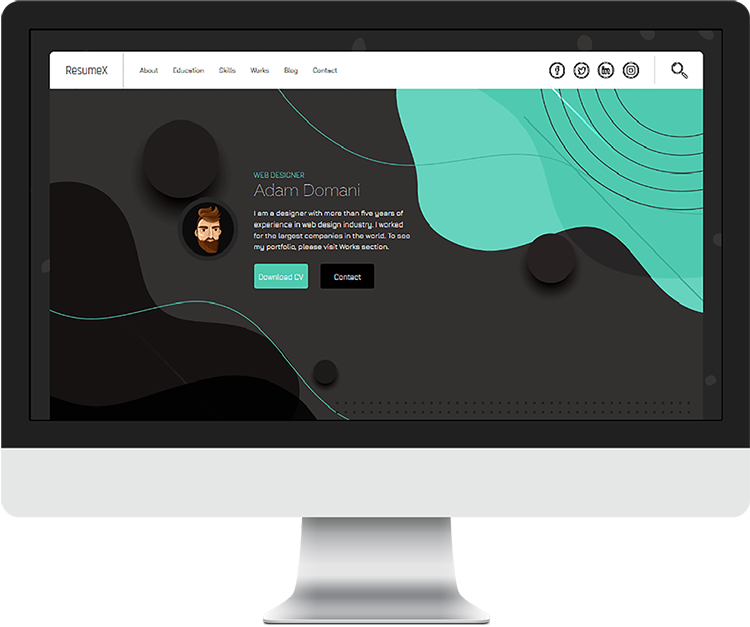 ResumeX
About Education Skills Works Blog Contact
WEB DESIGNER
Adam Domani
I am a designer with more than five years of
experience in web design industry. I worked
for the largest companies in the world. To see
my portfolio, please visit Works section.
Download CV Contact